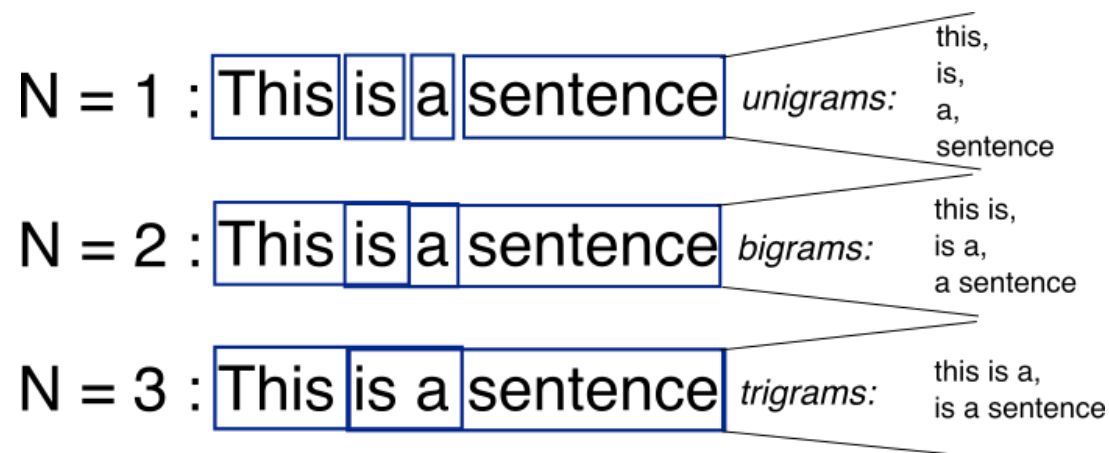 N = 1 : This is a sentence unigrams:
this,
is,
a,
sentence
N = 2 : This is a sentence bigrams:
this is,
is a,
a sentence
N = 3 : This is a sentence trigrams:
this is a,
is a sentence